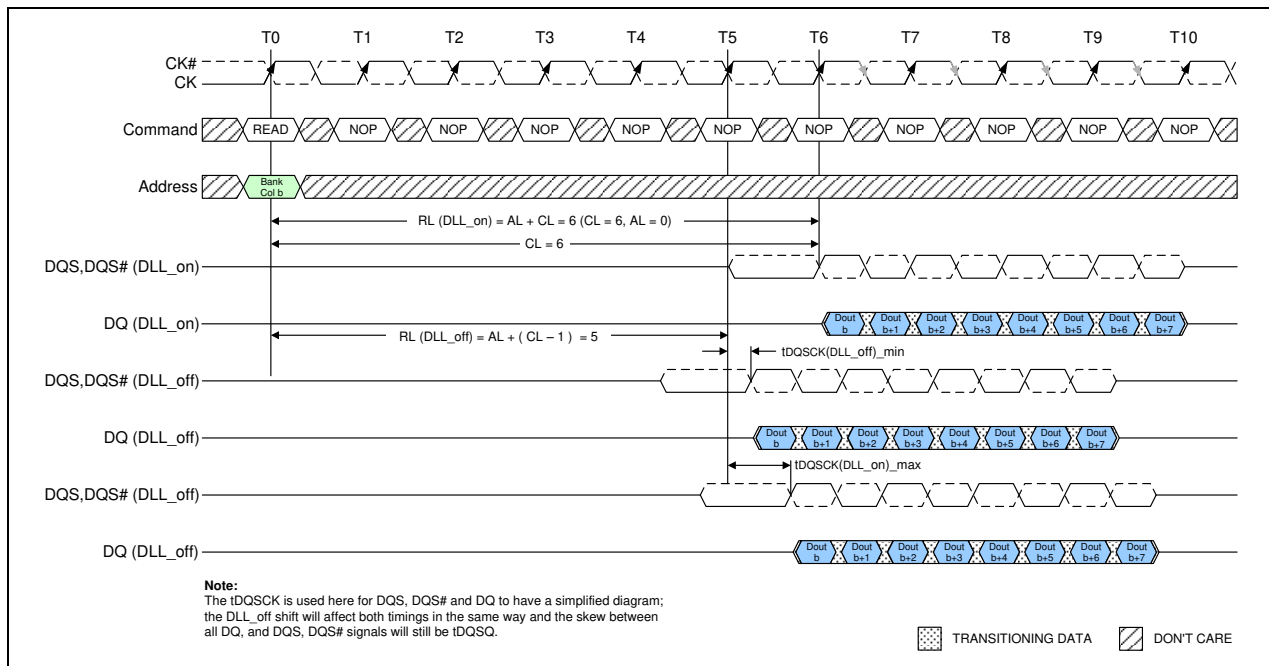 T0 T1 T2 T3 T4 T5 T6 T7 T8 T9 T10
CK#
CK
Command READ NOP NOP NOP NOP NOP NOP NOP NOP NOP NOP
Address Bank
Col b
RL (DLL_on) = AL + CL = 6 (CL = 6, AL = 0)
CL = 6
DQS,DQS# (DLL_on)
DQ (DLL_on) Dout b Dout b+1 Dout b+2 Dout b+3 Dout b+4 Dout b+5 Dout b+6 Dout b+7
RL (DLL_off) = AL + ( CL – 1 ) = 5
tDQSCK(DLL_off)_min
DQS,DQS# (DLL_off)
DQ (DLL_off) Dout b Dout b+1 Dout b+2 Dout b+3 Dout b+4 Dout b+5 Dout b+6 Dout b+7
tDQSCK(DLL_on)_max
DQS,DQS# (DLL_off)
DQ (DLL_off) Dout b Dout b+1 Dout b+2 Dout b+3 Dout b+4 Dout b+5 Dout b+6 Dout b+7
Note:
The tDQSCK is used here for DQS, DQS# and DQ to have a simplified diagram;
the DLL_off shift will affect both timings in the same way and the skew between
all DQ, and DQS, DQS# signals will still be tDQSQ.
TRANSITIONING DATA DON'T CARE